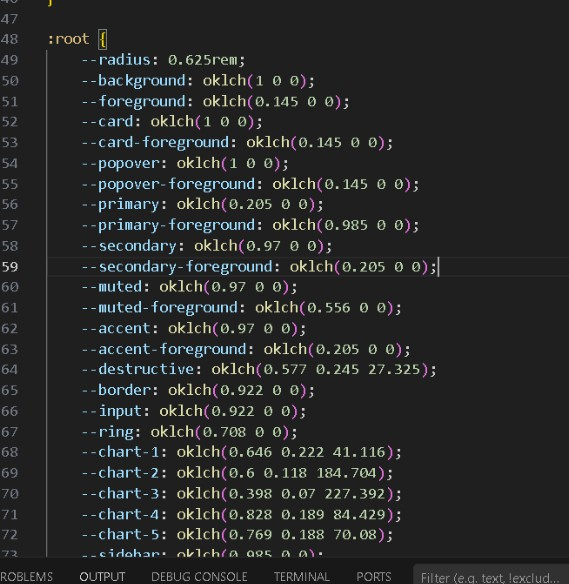 47
48 :root {
49 --radius: 0.625rem;
50 --background: oklch(1 0 0);
51 --foreground: oklch(0.145 0 0);
52 --card: oklch(1 0 0);
53 --card-foreground: oklch(0.145 0 0);
54 --popover: oklch(1 0 0);
55 --popover-foreground: oklch(0.145 0 0);
56 --primary: oklch(0.205 0 0);
57 --primary-foreground: oklch(0.985 0 0);
58 --secondary: oklch(0.97 0 0);
59 --secondary-foreground: oklch(0.205 0 0);
60 --muted: oklch(0.97 0 0);
61 --muted-foreground: oklch(0.556 0 0);
62 --accent: oklch(0.97 0 0);
63 --accent-foreground: oklch(0.205 0 0);
64 --destructive: oklch(0.577 0.245 27.325);
65 --border: oklch(0.922 0 0);
66 --input: oklch(0.922 0 0);
67 --ring: oklch(0.708 0 0);
68 --chart-1: oklch(0.646 0.222 41.116);
69 --chart-2: oklch(0.6 0.118 184.704);
70 --chart-3: oklch(0.398 0.07 227.392);
71 --chart-4: oklch(0.828 0.189 84.429);
72 --chart-5: oklch(0.769 0.188 70.08);
73 --sidebar: oklch(0.985 0 0);
ROBLEMS OUTPUT DEBUG CONSOLE TERMINAL PORTS Filter (e.g. text, !exclud...